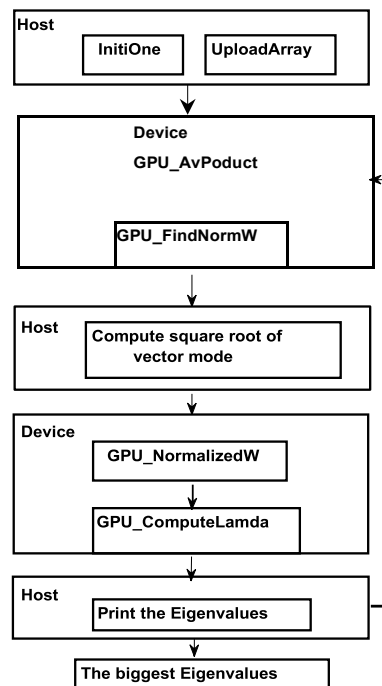 Host
InitiOne UploadArray
Device
GPU_AvPoduct
GPU_FindNormW
Host
Compute square root of
vector mode
Device
GPU_NormalizedW
GPU_ComputeLamda
Host
Print the Eigenvalues
The biggest Eigenvalues